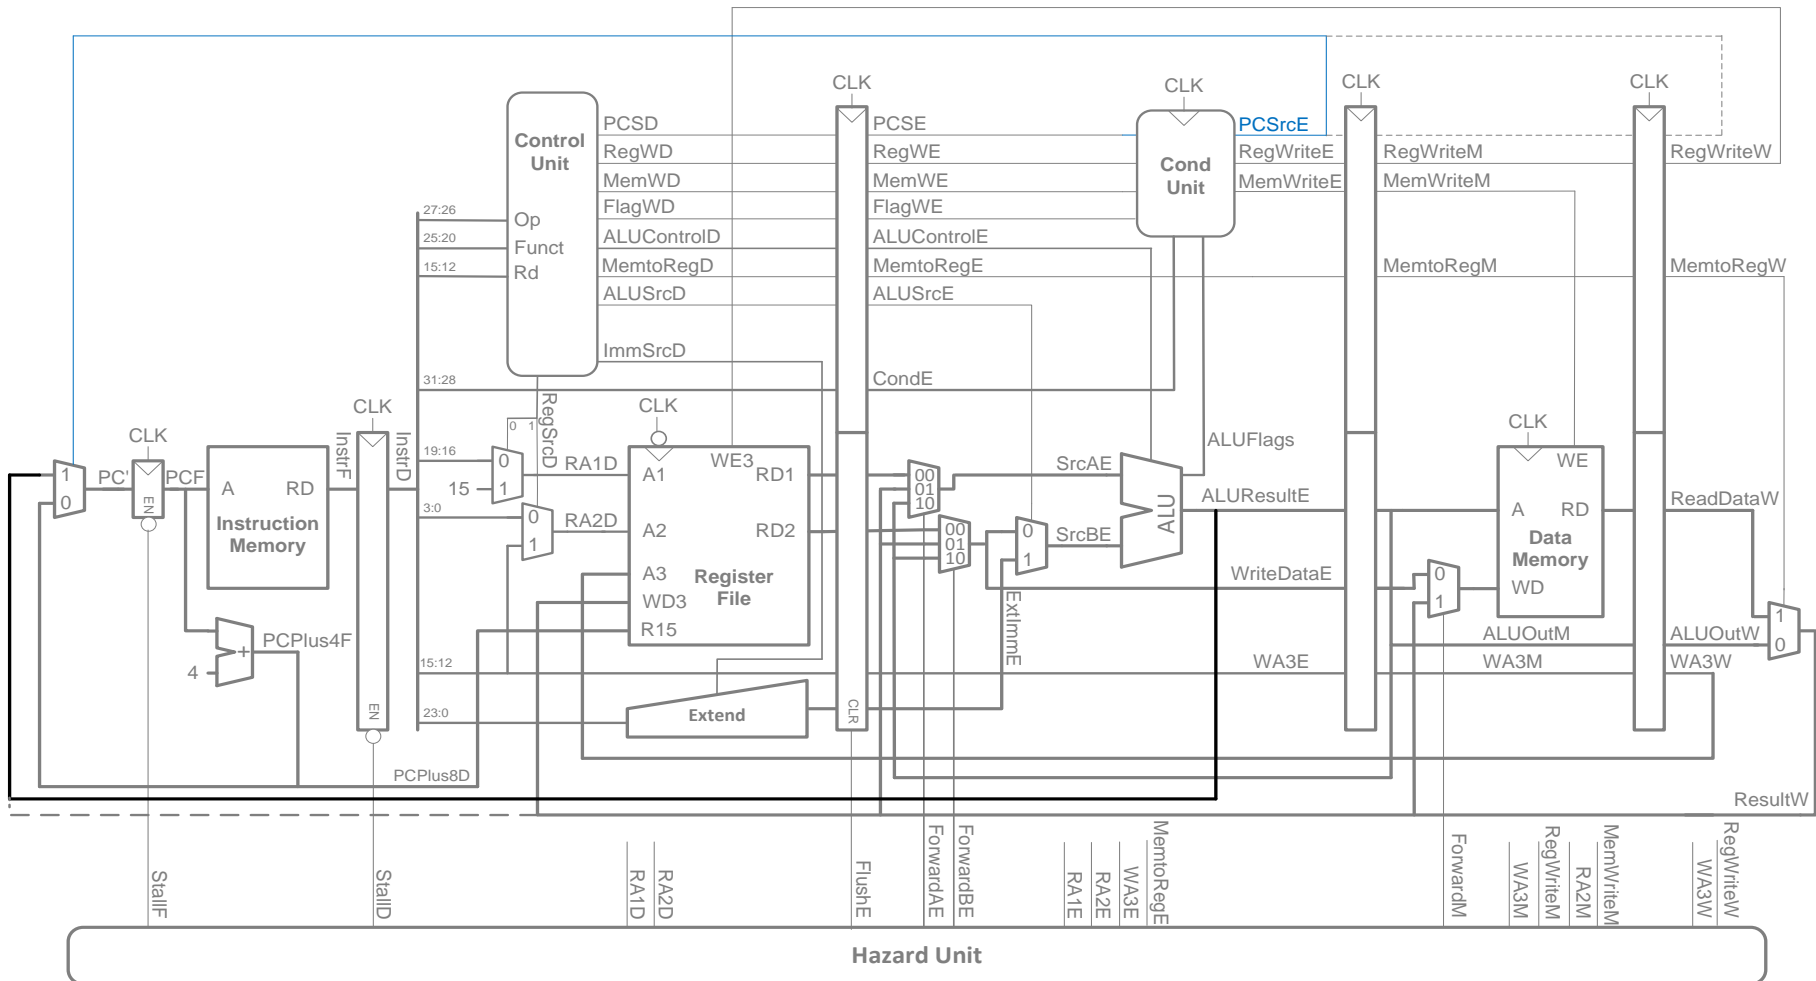 CLK
CLK
CLK
CLK
Control
Unit
PCSD
PCSE
PCSrcE
RegWD
RegWE
Cond
Unit
RegWriteE
RegWriteM
RegWriteW
MemWD
MemWE
MemWriteE
MemWriteM
27:26
Op
FlagWD
FlagWE
25:20
Funct
ALUControlD
ALUControlE
15:12
Rd
MemtoRegD
MemtoRegE
MemtoRegM
MemtoRegW
ALUSrcD
ALUSrcE
ImmSrcD
31:28
CondE
RegSrcD
0 1
CLK
CLK
CLK
CLK
InstrF
InstrD
ALUFlags
1
0
PC'
EN
PCF
A
RD
Instruction
Memory
19:16
0
1
15
RA1D
A1
WE3
RD1
00
01
10
SrcAE
ALU
ALUResultE
WE
A
RD
Data
Memory
WD
ReadDataW
3:0
0
1
RA2D
A2
RD2
00
01
10
0
1
SrcBE
A3
Register
File
WD3
R15
WriteDataE
0
1
ExtImmE
1
0
PCPlus4F
+
4
ALUOutM
ALUOutW
15:12
WA3E
WA3M
WA3W
EN
23:0
Extend
CLR
PCPlus8D
ResultW
StallF
StallD
RA1D
RA2D
FlushE
ForwardAE
ForwardBE
RA1E
RA2E
WA3E
MemtoRegE
ForwardM
WA3M
RegWriteM
RA2M
MemWriteM
WA3W
RegWriteW
Hazard Unit